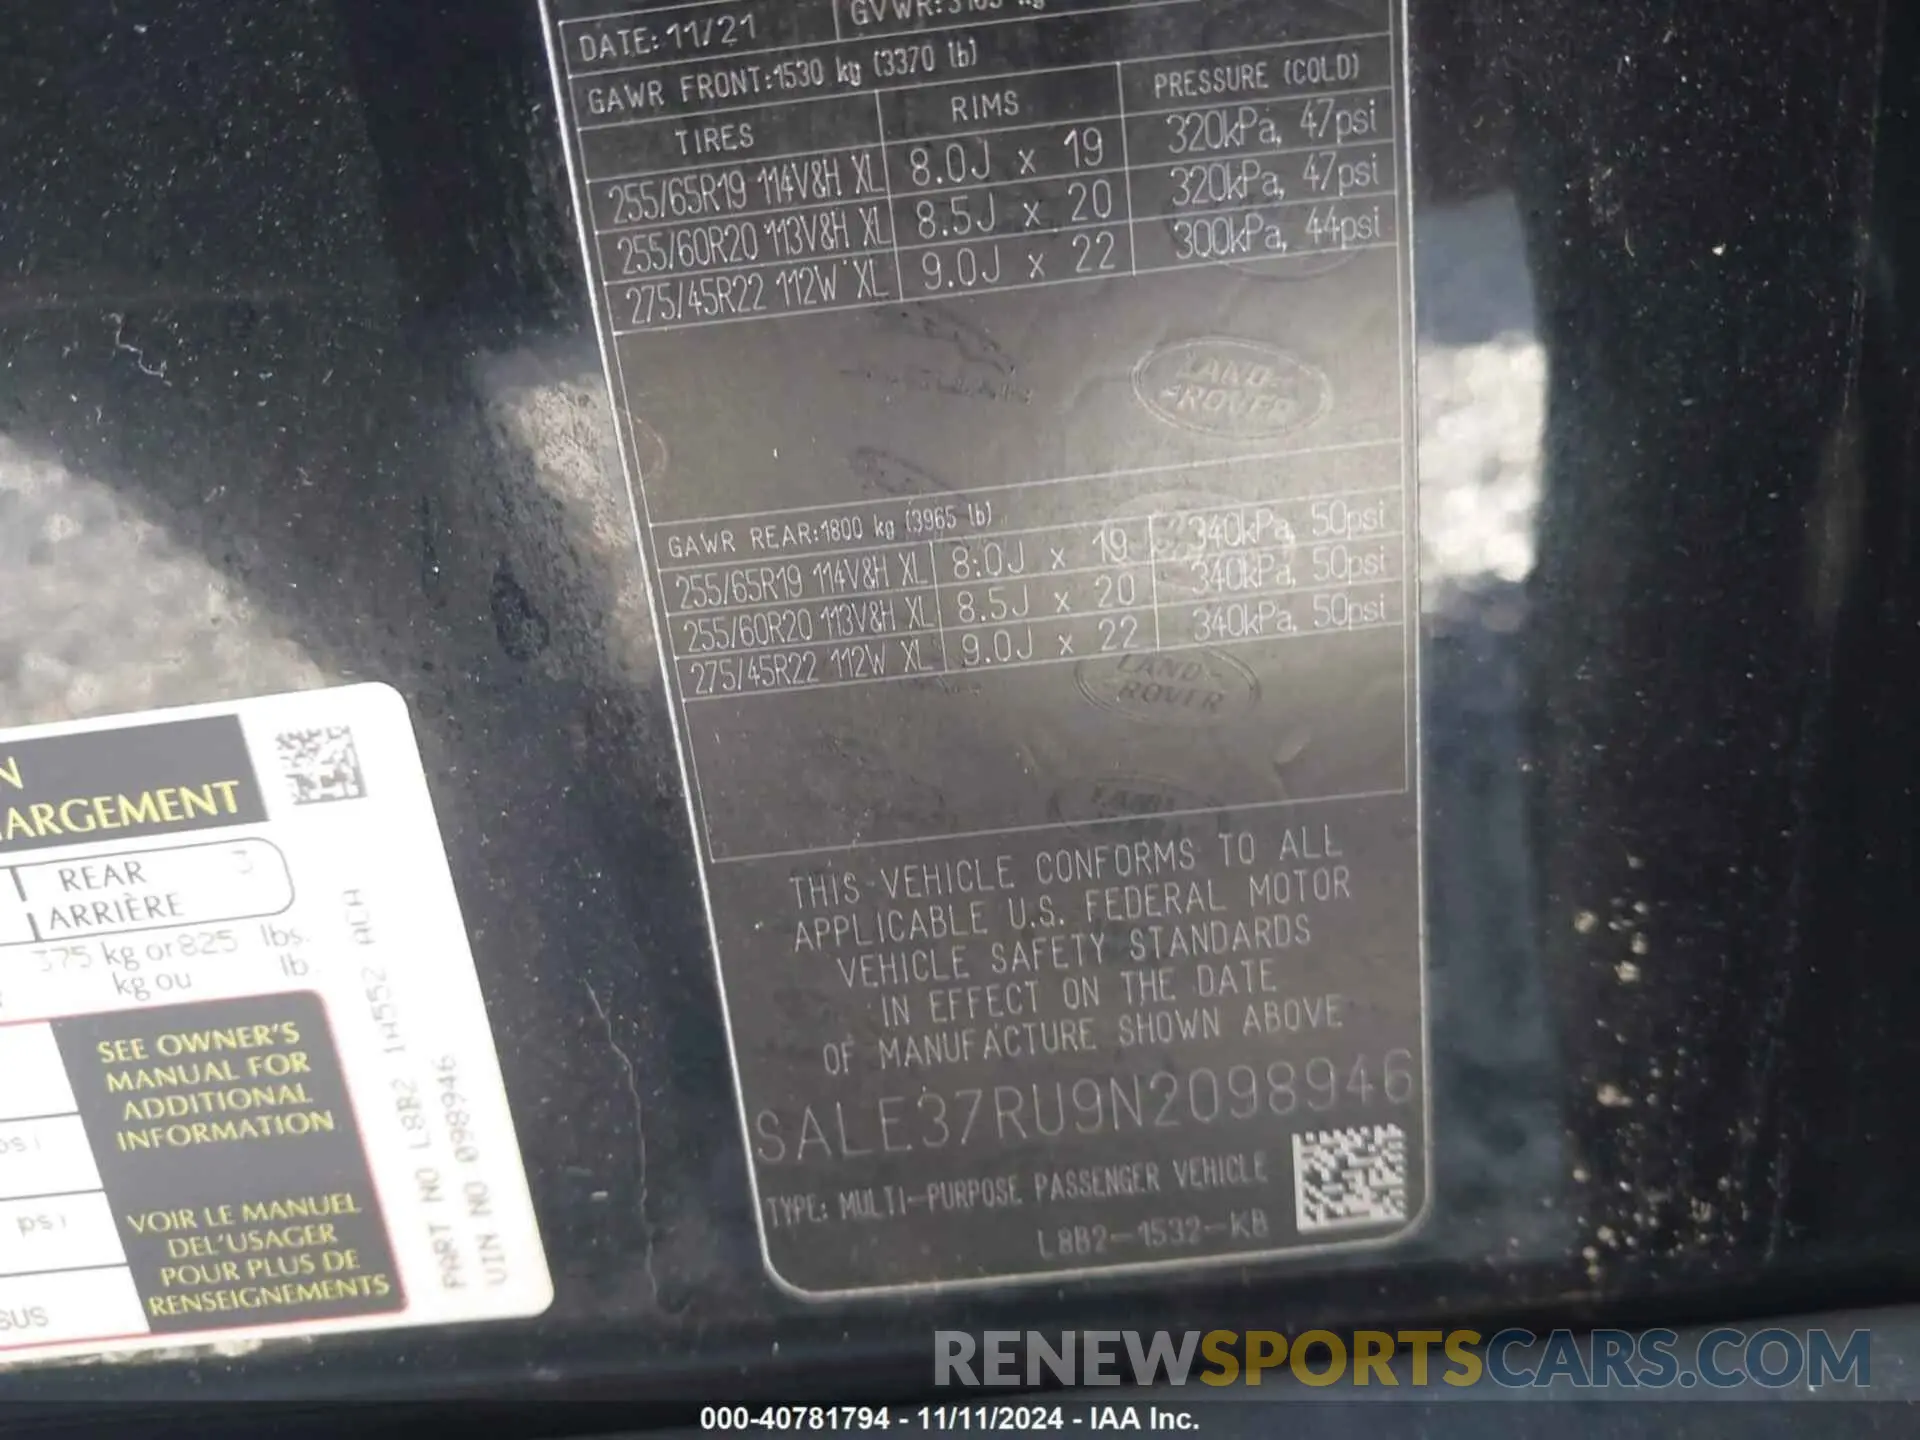 DATE: 11/21
GAWR FRONT: 1530 kg (3370 lb)
TIRES RIMS PRESSURE (COLD)
255/65R19 114V&H XL 8.0J x 19 320kPa, 47psi
255/60R20 113V&H XL 8.5J x 20 320kPa, 47psi
275/45R22 112W XL 9.0J x 22 300kPa, 44psi
LAND-
-ROVER
GAWR REAR: 1800 kg (3965 lb)
255/65R19 114V&H XL 8.0J x 19 340kPa, 50psi
255/60R20 113V&H XL 8.5J x 20 340kPa, 50psi
275/45R22 112W XL 9.0J x 22 340kPa, 50psi
LAND-
-ROVER
THIS VEHICLE CONFORMS TO ALL
APPLICABLE U.S. FEDERAL MOTOR
VEHICLE SAFETY STANDARDS
IN EFFECT ON THE DATE
OF MANUFACTURE SHOWN ABOVE
SALE37RU9N2098946
TYPE: MULTI-PURPOSE PASSENGER VEHICLE
L8B2-1532-KB
N
ARGEMENT
REAR 3
ARRIÈRE
375 kg or 825 lbs.
kg ou lb.
SEE OWNER'S
MANUAL FOR
ADDITIONAL
INFORMATION
psi
psi
VOIR LE MANUEL
DEL'USAGER
POUR PLUS DE
RENSEIGNEMENTS
SUS
PART NO L8B2 1A552 ACA
VIN NO 098946
RENEWSPORTSCARS.COM
000-40781794 - 11/11/2024 - IAA Inc.